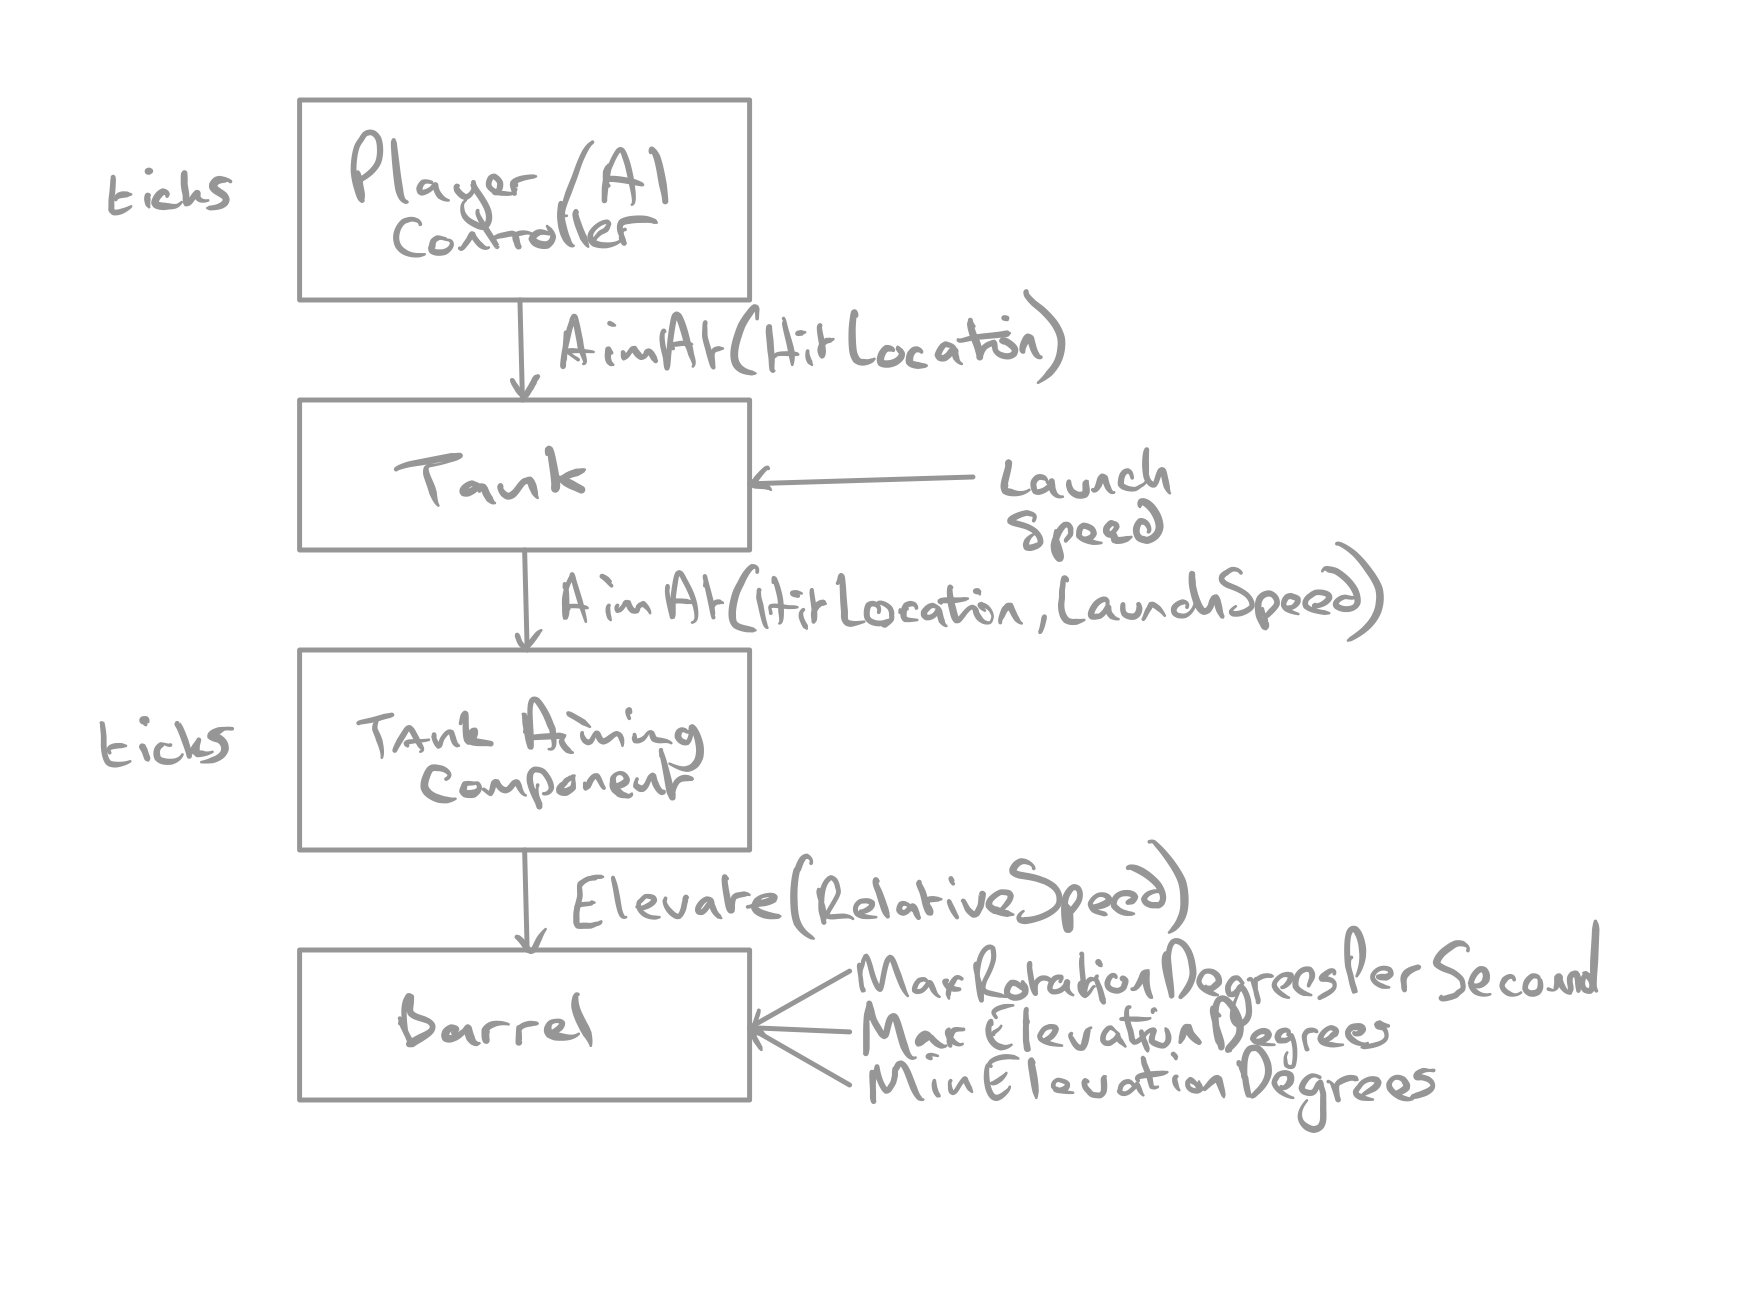 ticks
Player/AI
Controller
AimAt(HitLocation)
Tank
Launch
Speed
AimAt(HitLocation, LaunchSpeed)
ticks
Tank Aiming
Component
Elevate(RelativeSpeed)
Barrel
MaxRotationDegreesPerSecond
MaxElevationDegrees
MinElevationDegrees